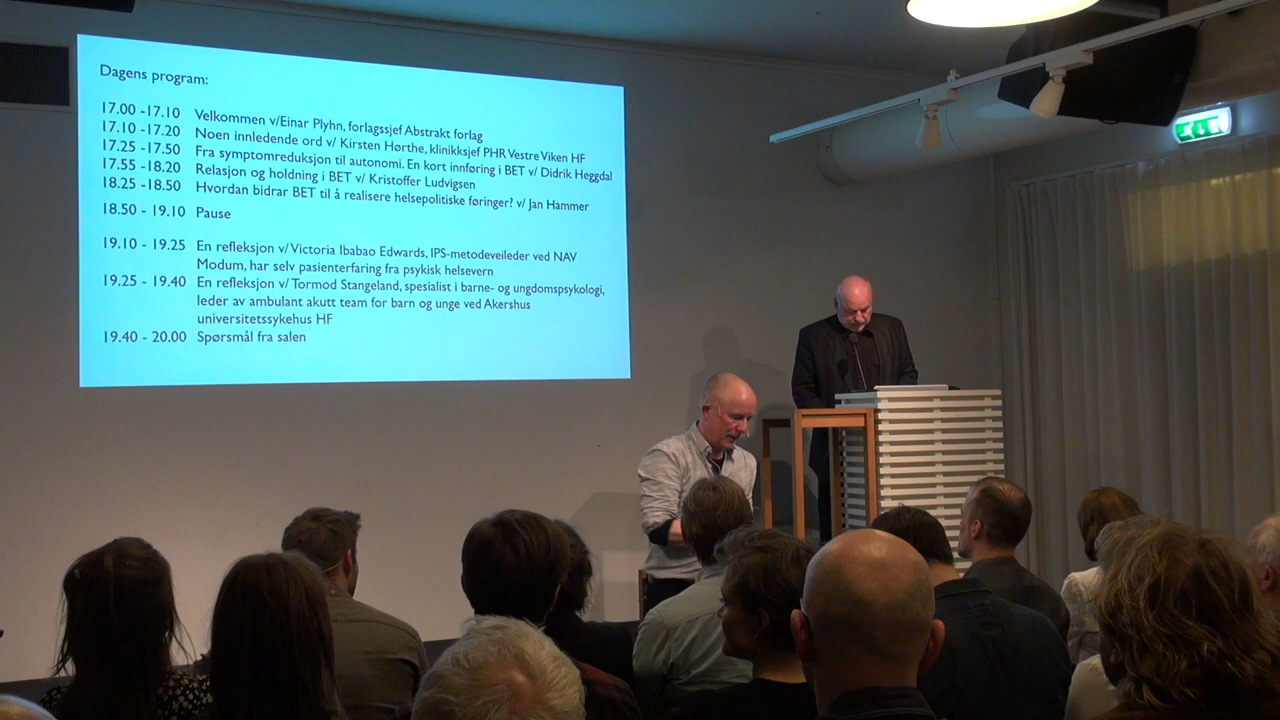 Dagens program:
17.00 -17.10 Velkommen v/Einar Plyhn, forlagssjef Abstrakt forlag
17.10 -17.20 Noen innledende ord v/ Kirsten Hørthe, klinikksjef PHR Vestre Viken HF
17.25 -17.50 Fra symptomreduksjon til autonomi. En kort innføring i BET v/ Didrik Heggdal
17.55 -18.20 Relasjon og holdning i BET v/ Kristoffer Ludvigsen
18.25 -18.50 Hvordan bidrar BET til å realisere helsepolitiske føringer? v/ Jan Hammer
18.50 - 19.10 Pause
19.10 - 19.25 En refleksjon v/ Victoria Ibabao Edwards, IPS-metodeveileder ved NAV
Modum, har selv pasienterfaring fra psykisk helsevern
19.25 - 19.40 En refleksjon v/ Tormod Stangeland, spesialist i barne- og ungdomspsykologi,
leder av ambulant akutt team for barn og unge ved Akershus
universitetssykehus HF
19.40 - 20.00 Spørsmål fra salen